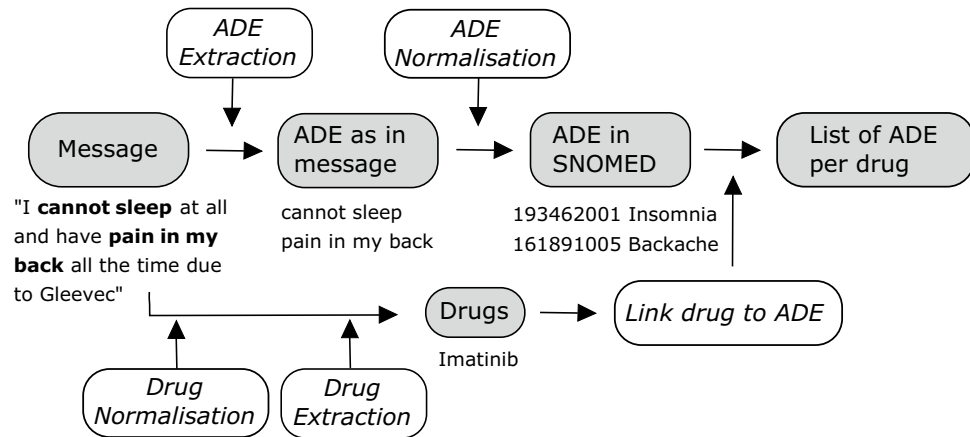 ADE
Extraction
ADE
Normalisation
Message
ADE as in
message
ADE in
SNOMED
List of ADE
per drug
"I cannot sleep at all
and have pain in my
back all the time due
to Gleevec"
cannot sleep
pain in my back
193462001 Insomnia
161891005 Backache
Drugs
Imatinib
Link drug to ADE
Drug
Normalisation
Drug
Extraction